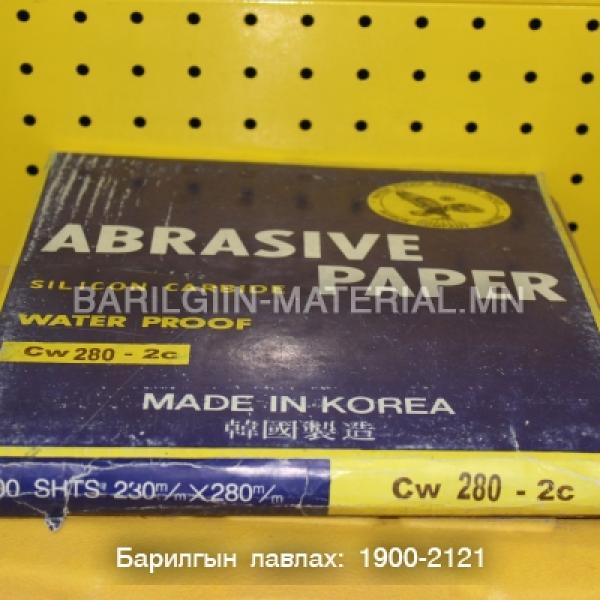 ABRASIVE
PAPER
SILICON CARBIDE
BARILGIIN-MATERIAL.MN
WATER PROOF
Cw 280 - 2c
MADE IN KOREA
韓國製造
00 SHTS 230m/m×280m/m
Cw 280 - 2c
Барилгын лавлах: 1900-2121